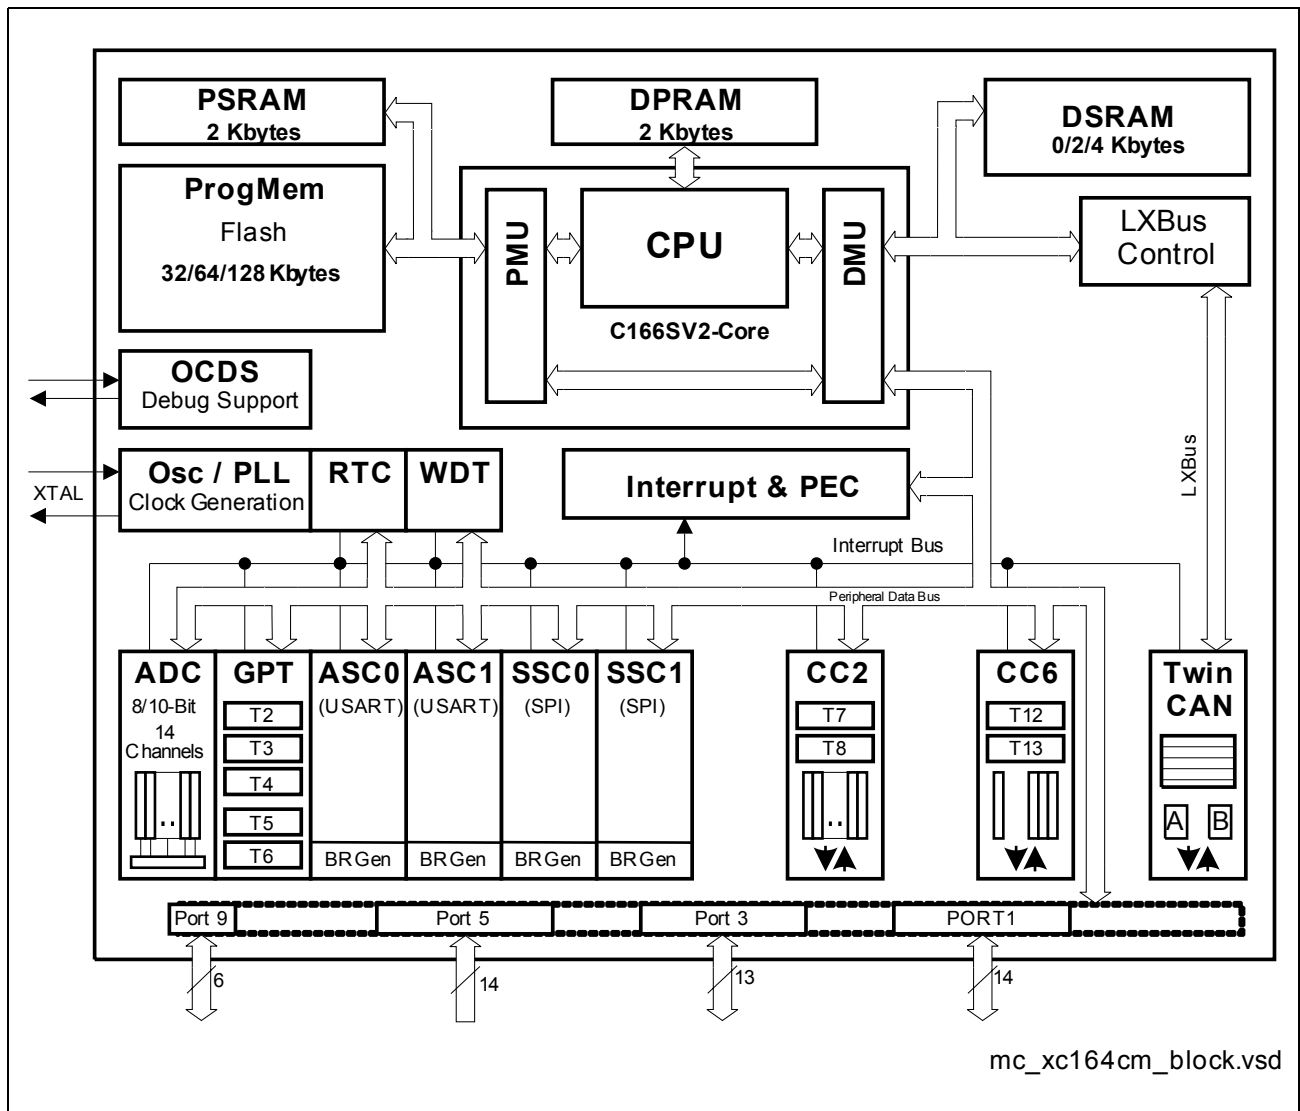 PSRAM
2 Kbytes
DPRAM
2 Kbytes
DSRAM
0/2/4 Kbytes
ProgMem
Flash
32/64/128 Kbytes
PMU
CPU
DMU
C166SV2-Core
LXBus
Control
OCDS
Debug Support
Osc / PLL
Clock Generation
RTC
WDT
XTAL
Interrupt & PEC
LXBus
Interrupt Bus
Peripheral Data Bus
ADC
8/10-Bit
14
Channels
..
GPT
T2
T3
T4
T5
T6
ASC0
(USART)
BRGen
ASC1
(USART)
BRGen
SSC0
(SPI)
BRGen
SSC1
(SPI)
BRGen
CC2
T7
T8
..
CC6
T12
T13
Twin
CAN
A
B
Port 9
Port 5
Port 3
PORT1
6
14
13
14
mc_xc164cm_block.vsd